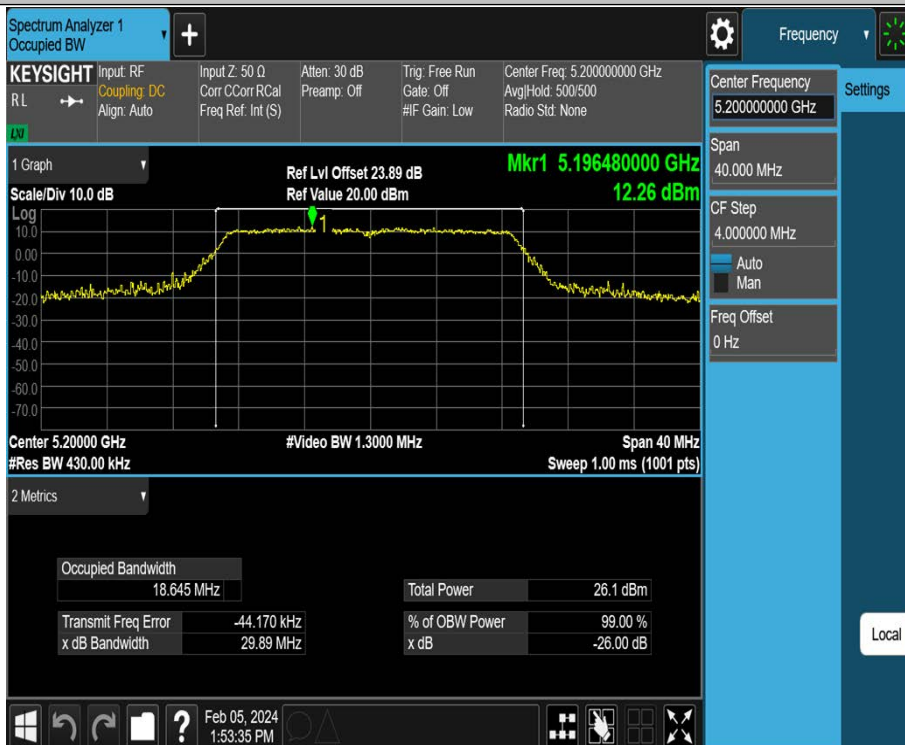 Spectrum Analyzer 1
Occupied BW
+
Frequency
KEYSIGHT
RL
LXI
Input: RF
Coupling: DC
Align: Auto
Input Z: 50 Ω
Corr CCorr RCal
Freq Ref: Int (S)
Atten: 30 dB
Preamp: Off
Trig: Free Run
Gate: Off
#IF Gain: Low
Center Freq: 5.200000000 GHz
Avg|Hold: 500/500
Radio Std: None
Center Frequency
5.200000000 GHz
Settings
Span
40.000 MHz
CF Step
4.000000 MHz
Auto
Man
Freq Offset
0 Hz
Local
1 Graph
Scale/Div 10.0 dB
Ref Lvl Offset 23.89 dB
Ref Value 20.00 dBm
Mkr1 5.196480000 GHz
12.26 dBm
Log
10.0
0.00
-10.0
-20.0
-30.0
-40.0
-50.0
-60.0
-70.0
1
Center 5.20000 GHz
#Video BW 1.3000 MHz
Span 40 MHz
#Res BW 430.00 kHz
Sweep 1.00 ms (1001 pts)
2 Metrics
Occupied Bandwidth
18.645 MHz
Total Power 26.1 dBm
Transmit Freq Error -44.170 kHz
% of OBW Power 99.00 %
x dB Bandwidth 29.89 MHz
x dB -26.00 dB
?
Feb 05, 2024
1:53:35 PM